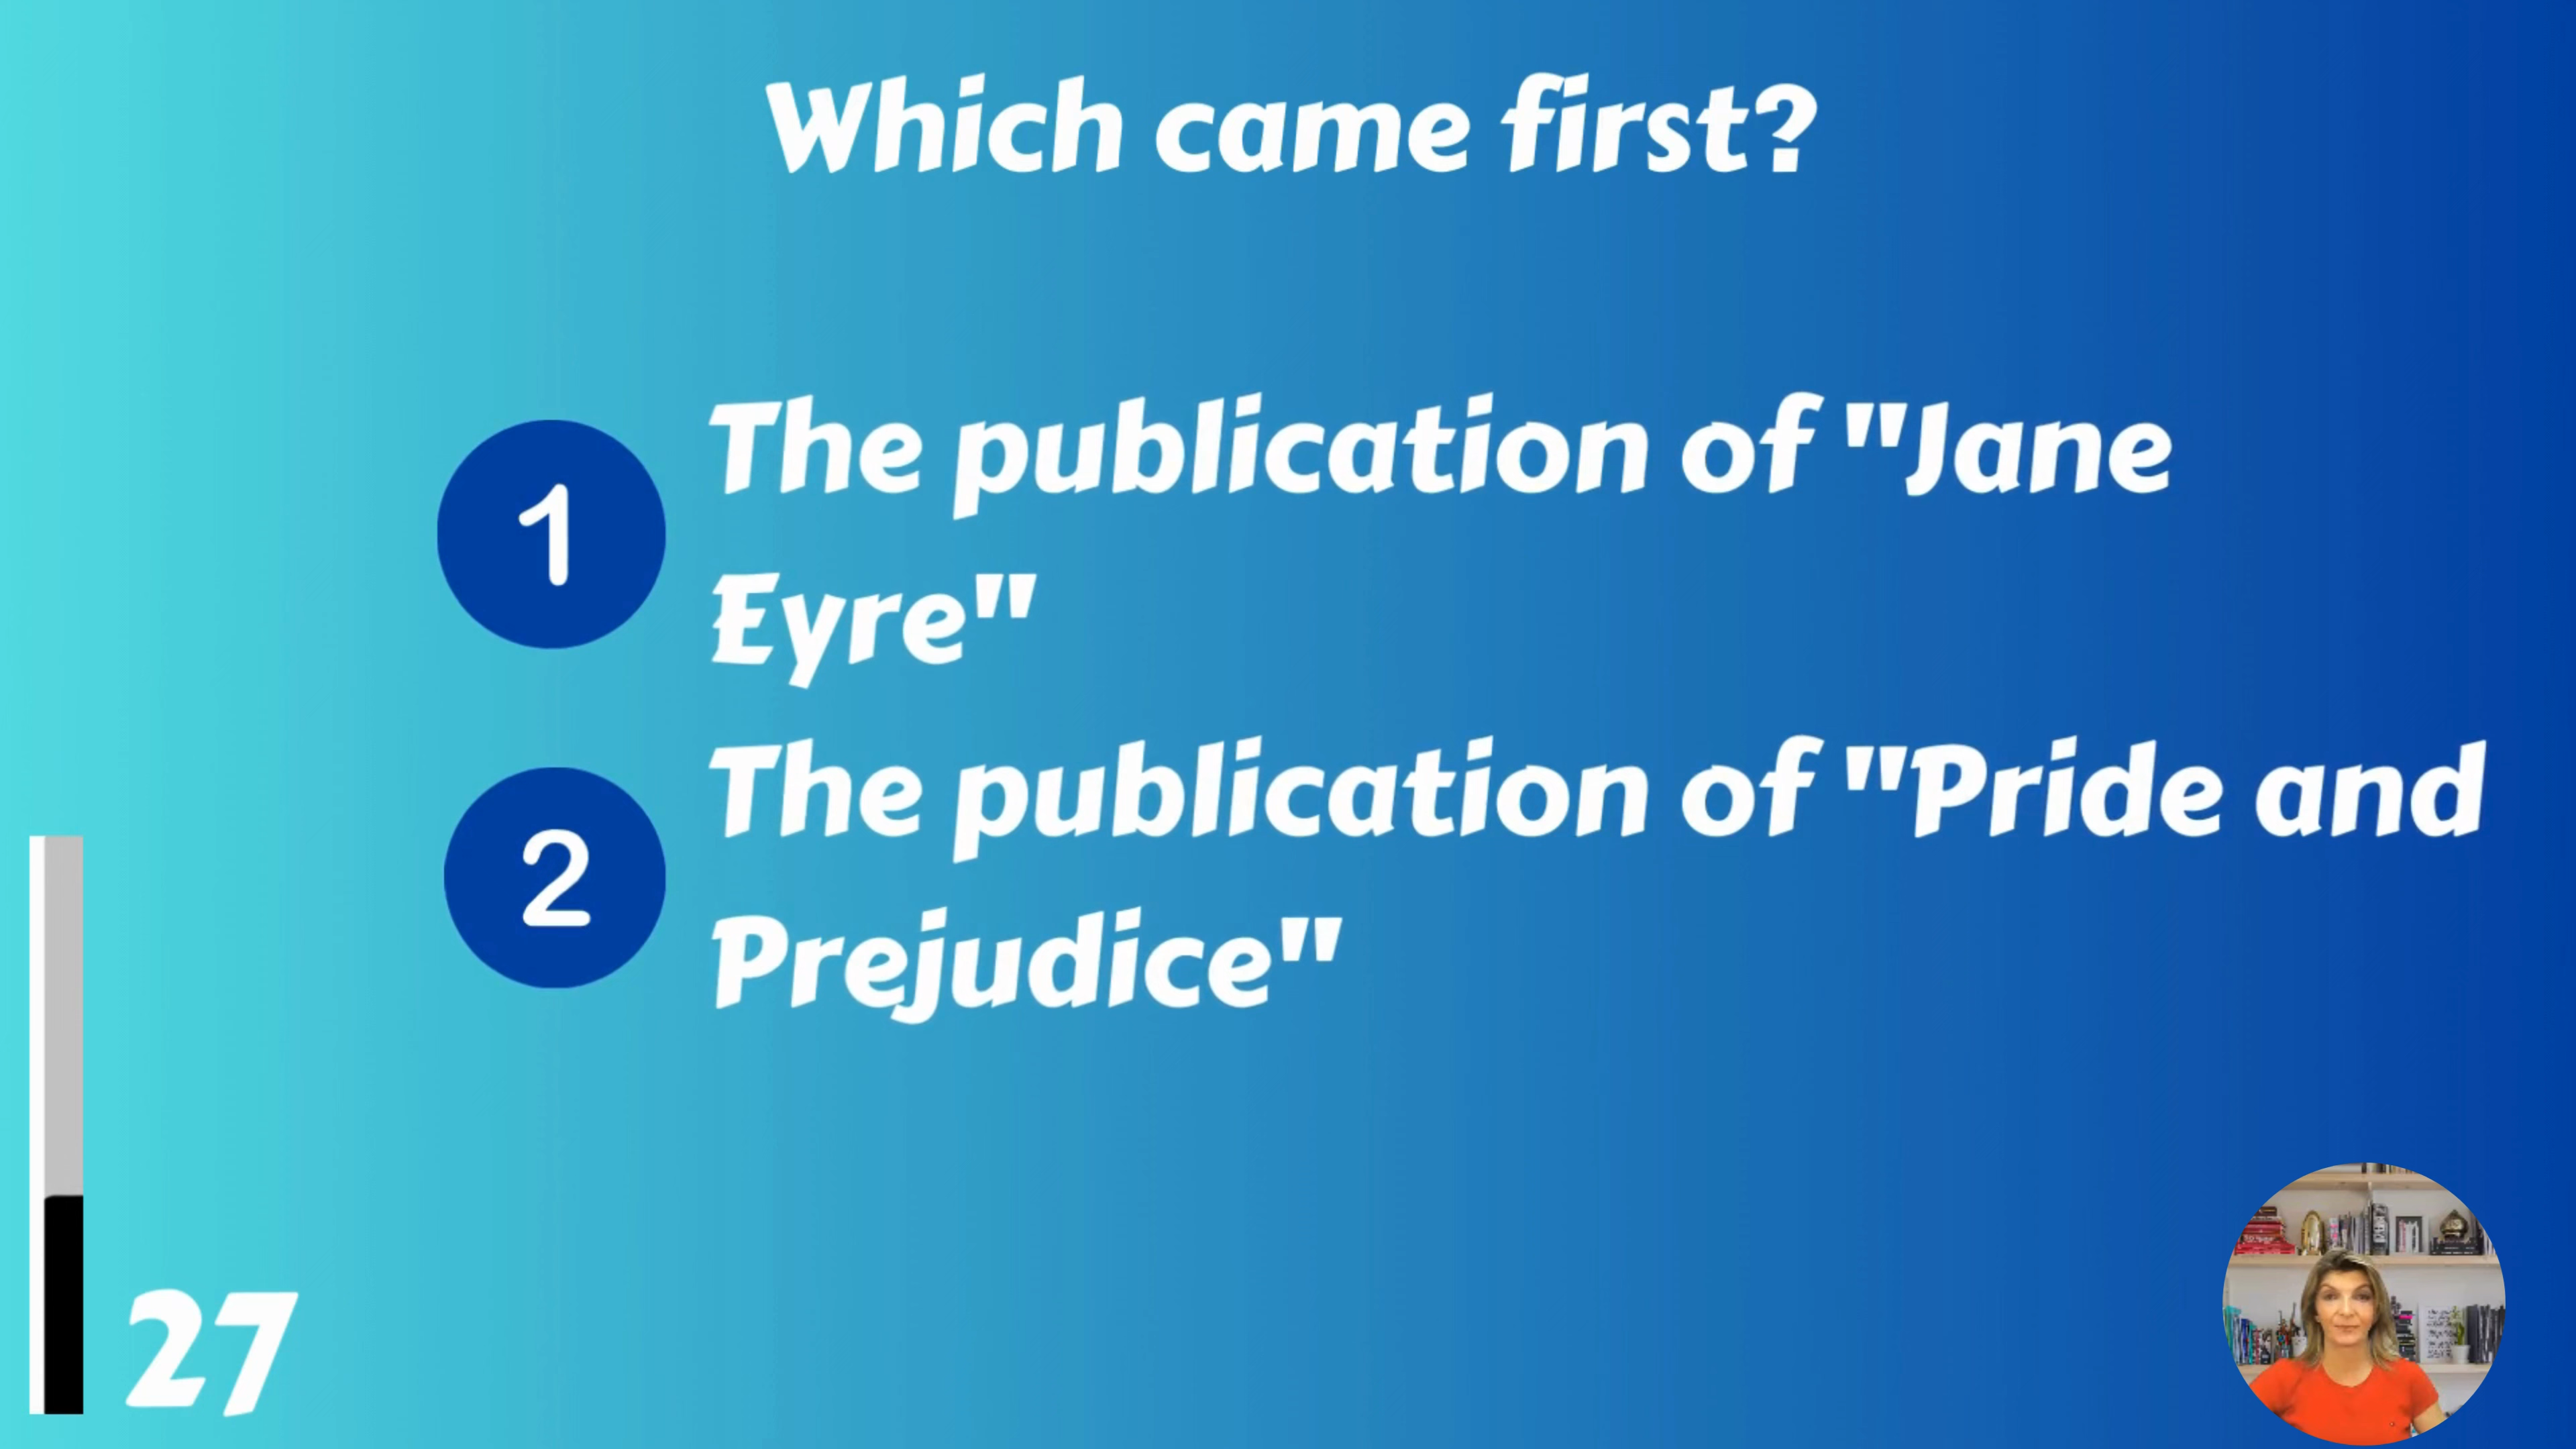 Which came first?
1
The publication of "Jane
Eyre"
2
The publication of "Pride and
Prejudice"
27